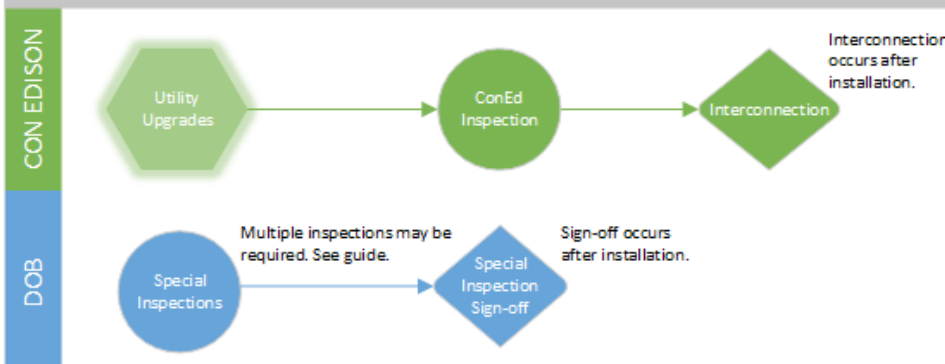 CON EDISON
Utility
Upgrades
ConEd
Inspection
Interconnection
Interconnection
occurs after
installation.
DOB
Special
Inspections
Multiple inspections may be
required. See guide.
Special
Inspection
Sign-off
Sign-off occurs
after installation.